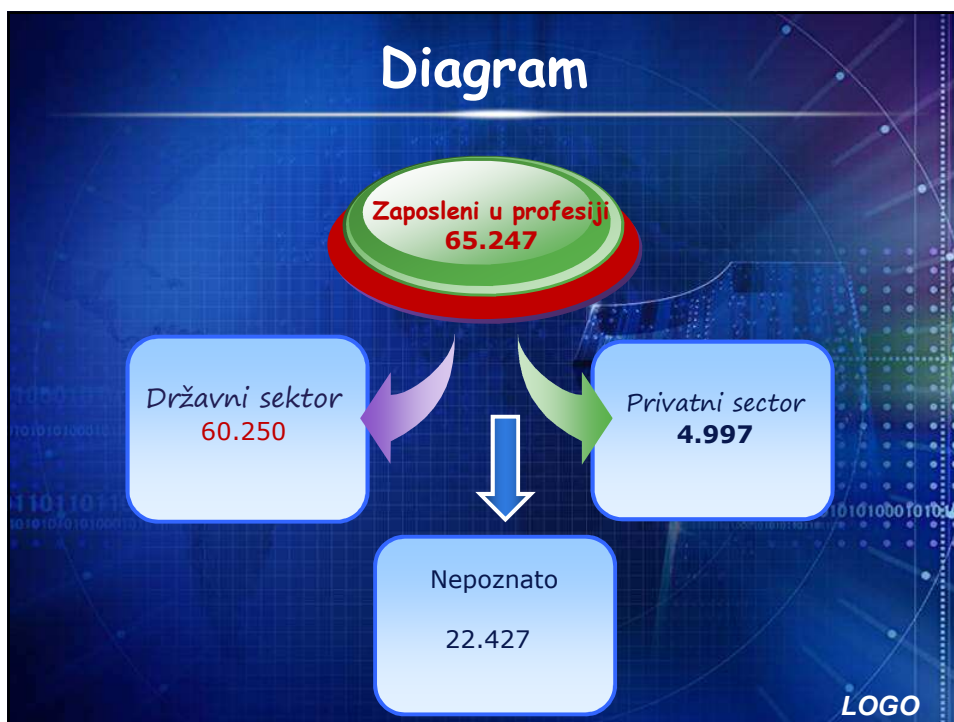 Diagram
Zaposleni u profesiji
65.247
Državni sektor
60.250
Privatni sector
4.997
Nepoznato
22.427
LOGO